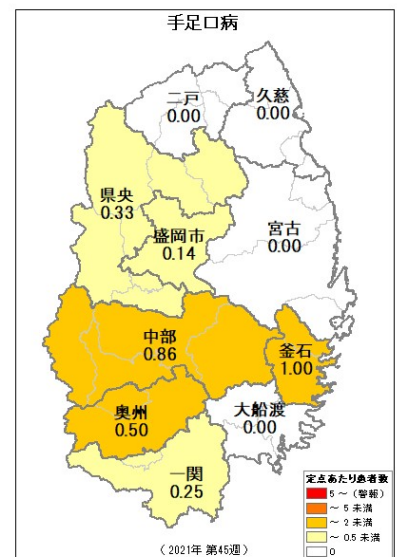 手足口病
二戸
0.00
久慈
0.00
県央
0.33
盛岡市
0.14
宮古
0.00
中部
0.86
釜石
1.00
奥州
0.50
大船渡
0.00
一関
0.25
定点あたり患者数
5 ～ (警報)
～ 5 未満
～ 2 未満
～ 0.5 未満
0
( 2021年 第45週 )